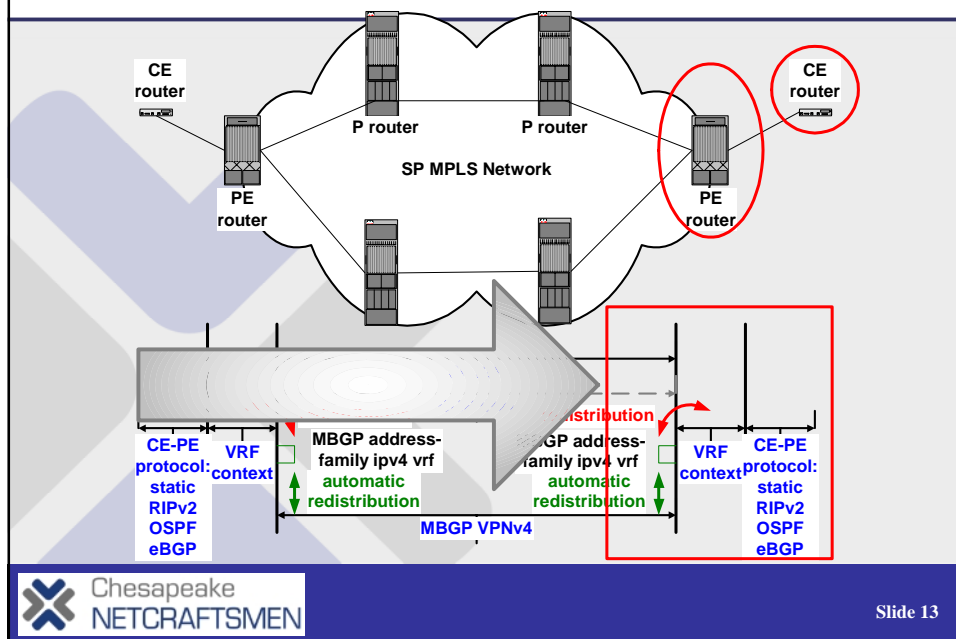 CE
router
P router
P router
CE
router
SP MPLS Network
PE
router
PE
router
CE-PE
protocol:
static
RIPv2
OSPF
eBGP
VRF
context
MBGP address-
family ipv4 vrf
automatic
redistribution
address-
family ipv4 vrf
automatic
redistribution
VRF
context
CE-PE
protocol:
static
RIPv2
OSPF
eBGP
MBGP VPNv4
Chesapeake
NETCRAFTSMEN
Slide 13